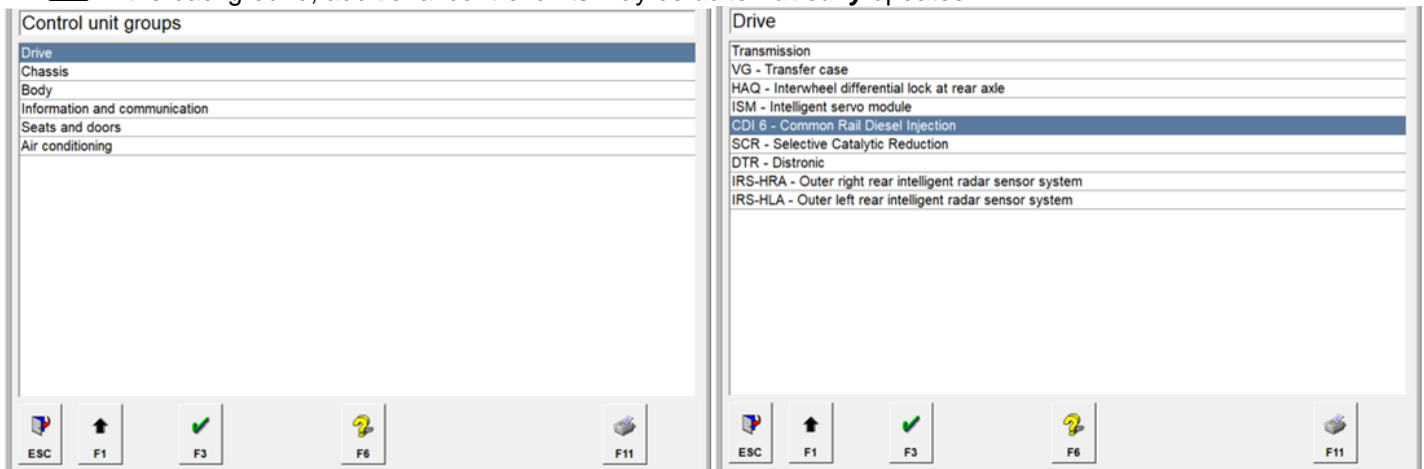 Control unit groups
Drive
Chassis
Body
Information and communication
Seats and doors
Air conditioning
ESC F1 F3 F6 F11
Drive
Transmission
VG - Transfer case
HAQ - Interwheel differential lock at rear axle
ISM - Intelligent servo module
CDI 6 - Common Rail Diesel Injection
SCR - Selective Catalytic Reduction
DTR - Distronic
IRS-HRA - Outer right rear intelligent radar sensor system
IRS-HLA - Outer left rear intelligent radar sensor system
ESC F1 F3 F6 F11